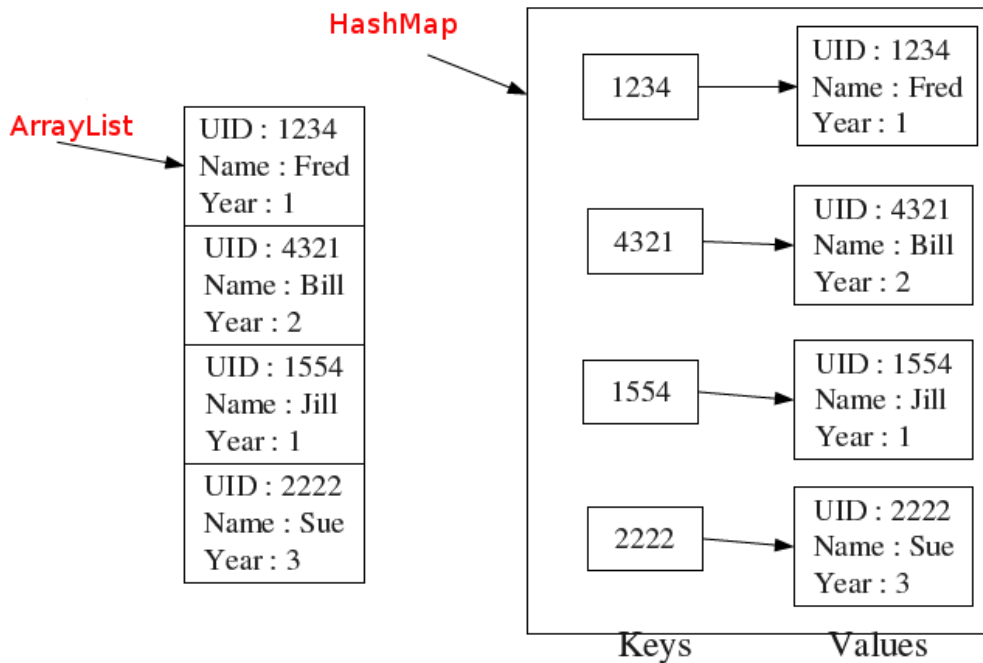 HashMap
ArrayList
UID : 1234
Name : Fred
Year : 1
UID : 4321
Name : Bill
Year : 2
UID : 1554
Name : Jill
Year : 1
UID : 2222
Name : Sue
Year : 3
1234
UID : 1234
Name : Fred
Year : 1
4321
UID : 4321
Name : Bill
Year : 2
1554
UID : 1554
Name : Jill
Year : 1
2222
UID : 2222
Name : Sue
Year : 3
Keys
Values